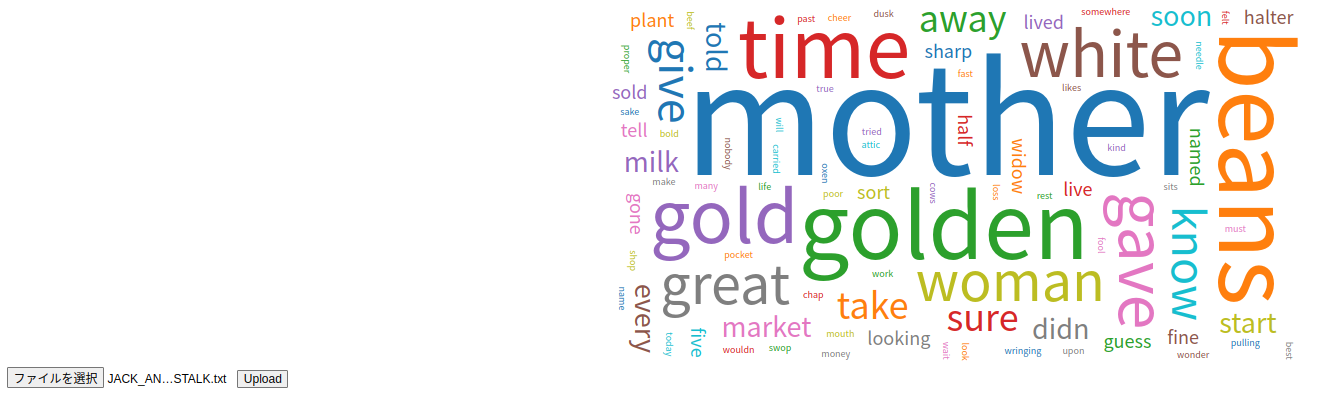 plant
beef
told
past
cheer
dusk
time
away
lived
somewhere
soon
felt
halter
proper
give
sharp
white
needle
beans
fast
sold
true
likes
mother
sake
tell
bold
will
tried
attic
half
kind
named
milk
nobody
carried
oxen
widow
make
many
life
poor
sort
cows
loss
rest
live
sits
gone
gold
golden
gave
know
must
shop
pocket
fool
name
every
great
work
woman
chap
take
sure
didn
start
today
five
market
mouth
looking
guess
fine
pulling
wouldn
swop
money
wait
look
wringing
upon
wonder
best
ファイルを選択 JACK_AN…STALK.txt Upload